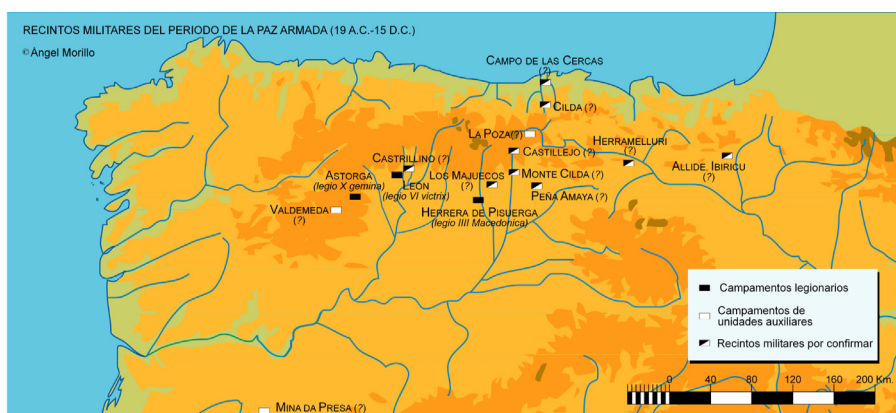 RECINTOS MILITARES DEL PERIODO DE LA PAZ ARMADA (19 A.C.-15 D.C.)
© Ángel Morillo
CAMPO DE LAS CERCAS
(?)
CILDA (?)
LA POZA (?)
HERRAMELLURI
(?)
CASTILLEJO (?)
ALLIDE, IBIRICU
(?)
CASTRILLINO (?)
ASTORGA
(legio X gemina)
LEÓN
(legio VI victrix)
LOS MAJUECOS
(?)
MONTE CILDA (?)
PEÑA AMAYA (?)
VALDEMEDA
(?)
HERRERA DE PISUERGA
(legio IIII Macedonica)
Campamentos legionarios
Campamentos de
unidades auxiliares
Recintos militares por confirmar
0 40 80 120 160 200 Km.
MINA DA PRESA (?)